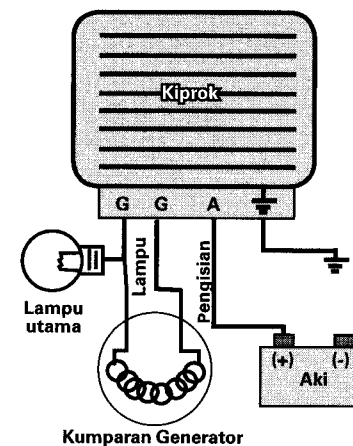 Kiprok
G G A
Lampu
Pengisian
Lampu
utama
(+) (-)
Aki
Kumparan Generator